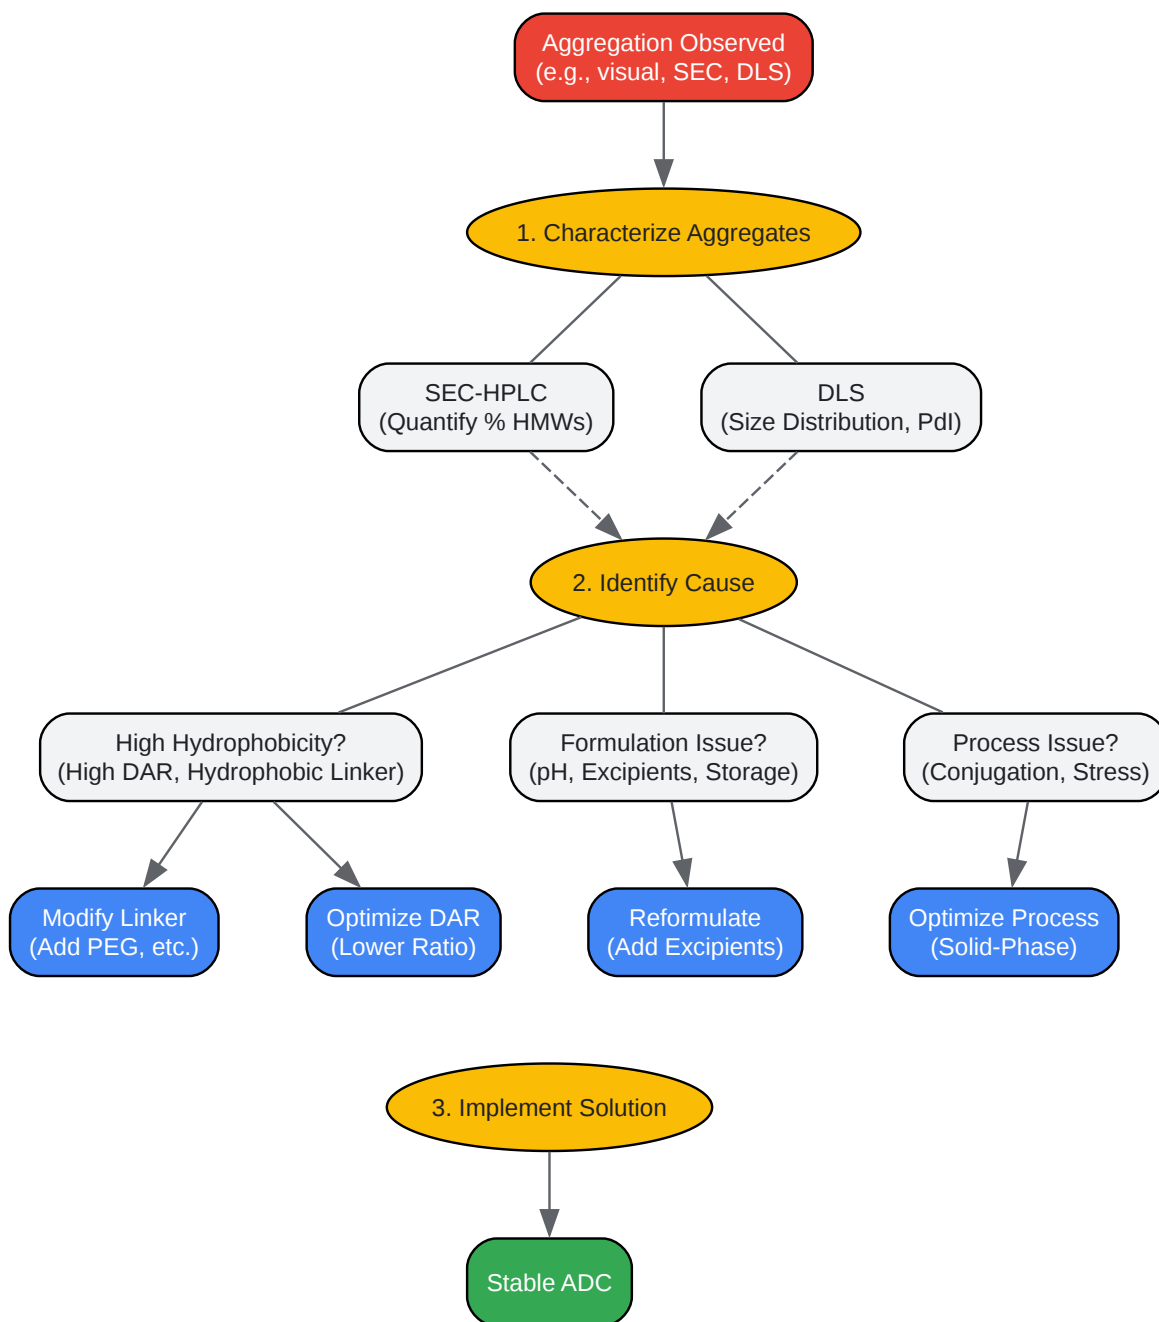 Aggregation Observed
(e.g., visual, SEC, DLS)
1. Characterize Aggregates
SEC-HPLC
(Quantify % HMWs)
DLS
(Size Distribution, PdI)
2. Identify Cause
High Hydrophobicity?
(High DAR, Hydrophobic Linker)
Formulation Issue?
(pH, Excipients, Storage)
Process Issue?
(Conjugation, Stress)
Modify Linker
(Add PEG, etc.)
Optimize DAR
(Lower Ratio)
Reformulate
(Add Excipients)
Optimize Process
(Solid-Phase)
3. Implement Solution
Stable ADC